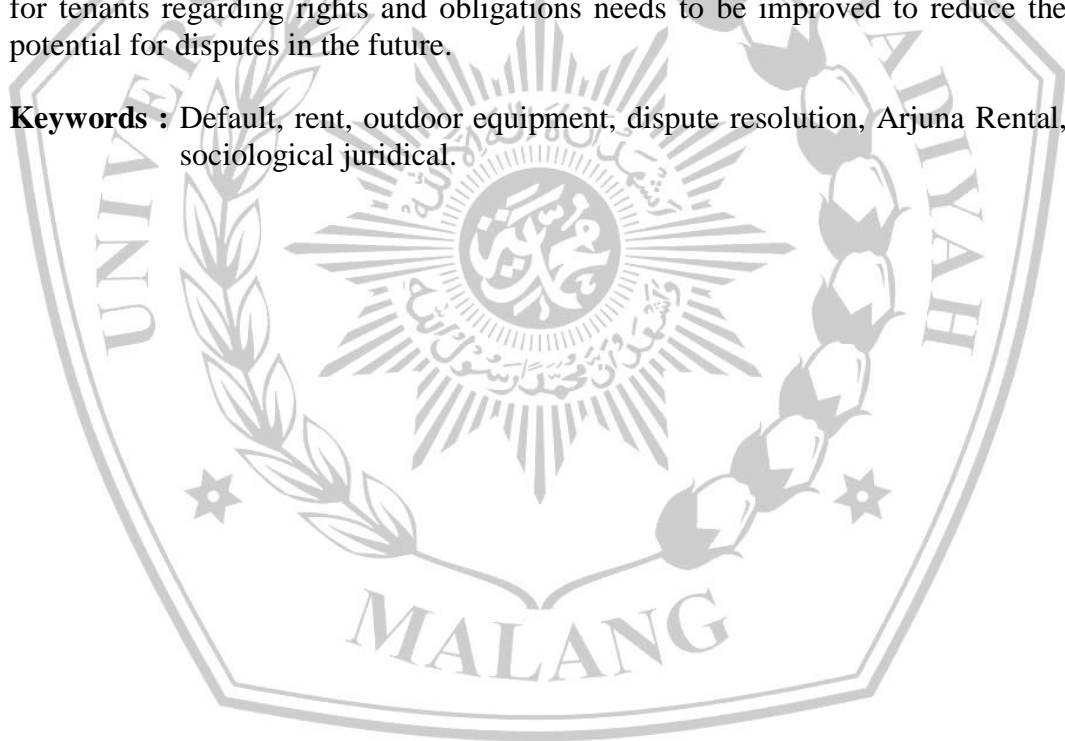 for tenants regarding rights and obligations needs to be improved to reduce the
potential for disputes in the future.
Keywords : Default, rent, outdoor equipment, dispute resolution, Arjuna Rental,
sociological juridical.
MALANG